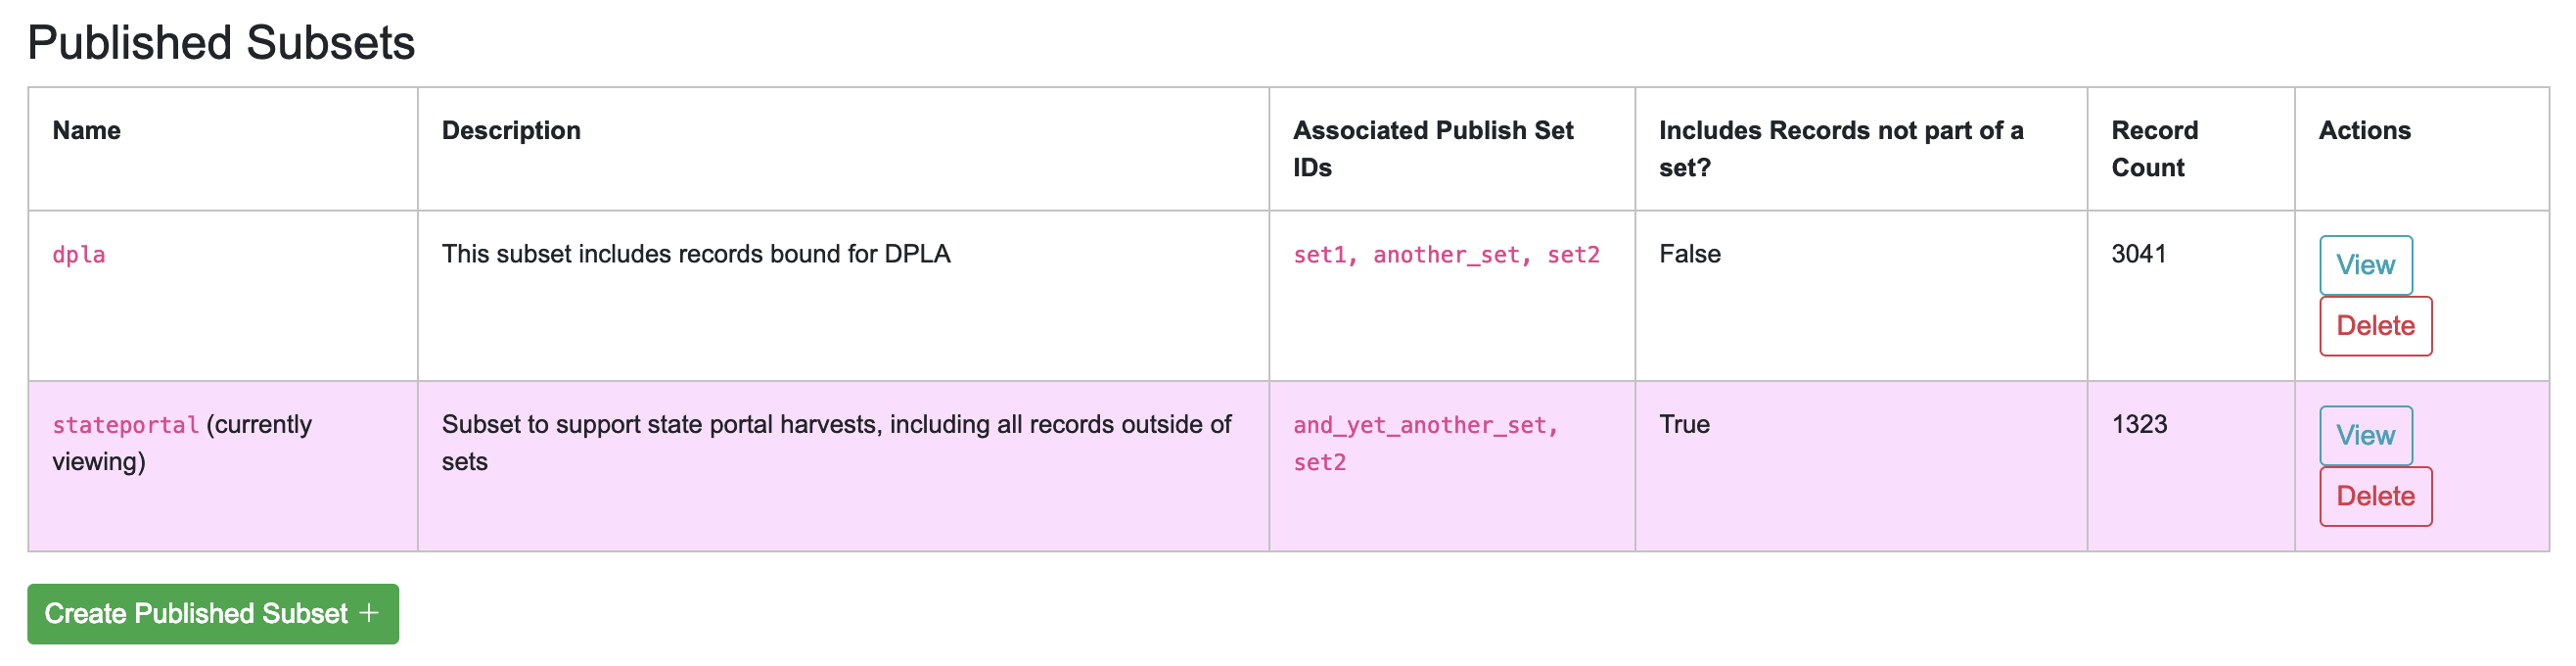 Published Subsets
Name
Description
Associated Publish Set
IDs
Includes Records not part of a
set?
Record
Count
Actions
dpla
This subset includes records bound for DPLA
set1, another_set, set2
False
3041
View
Delete
stateportal (currently
viewing)
Subset to support state portal harvests, including all records outside of
sets
and_yet_another_set,
set2
True
1323
View
Delete
Create Published Subset +